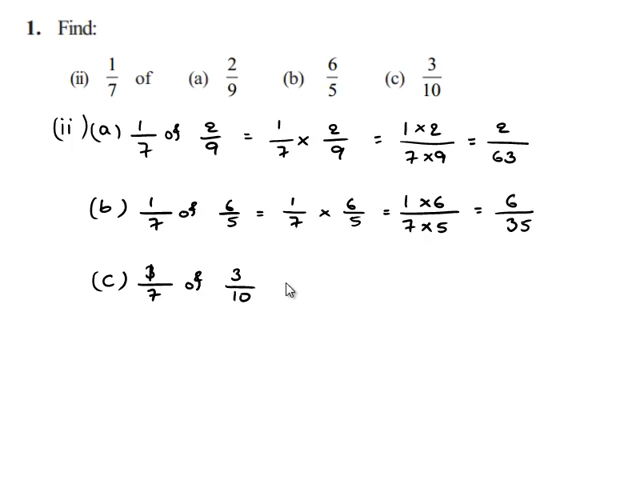 1. Find:
(ii) 1/7 of (a) 2/9 (b) 6/5 (c) 3/10
(ii) (a) 1/7 of 2/9 = 1/7 × 2/9 = 1×2/7×9 = 2/63
(b) 1/7 of 6/5 = 1/7 × 6/5 = 1×6/7×5 = 6/35
(c) 1/7 of 3/10